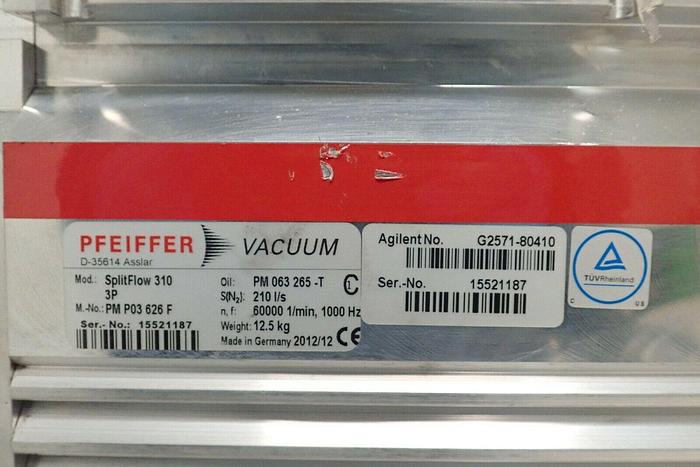 PFEIFFER VACUUM
D-35614 Asslar
Mod.: SplitFlow 310
3P
M.-No.: PM P03 626 F
Ser.- No.: 15521187
Oil: PM 063 265 -T
S(N₂): 210 l/s
n, f: 60000 1/min, 1000 Hz
Weight: 12.5 kg
Made in Germany 2012/12 CE
Agilent No. G2571-80410
Ser.-No. 15521187
TÜVRheinland
C US